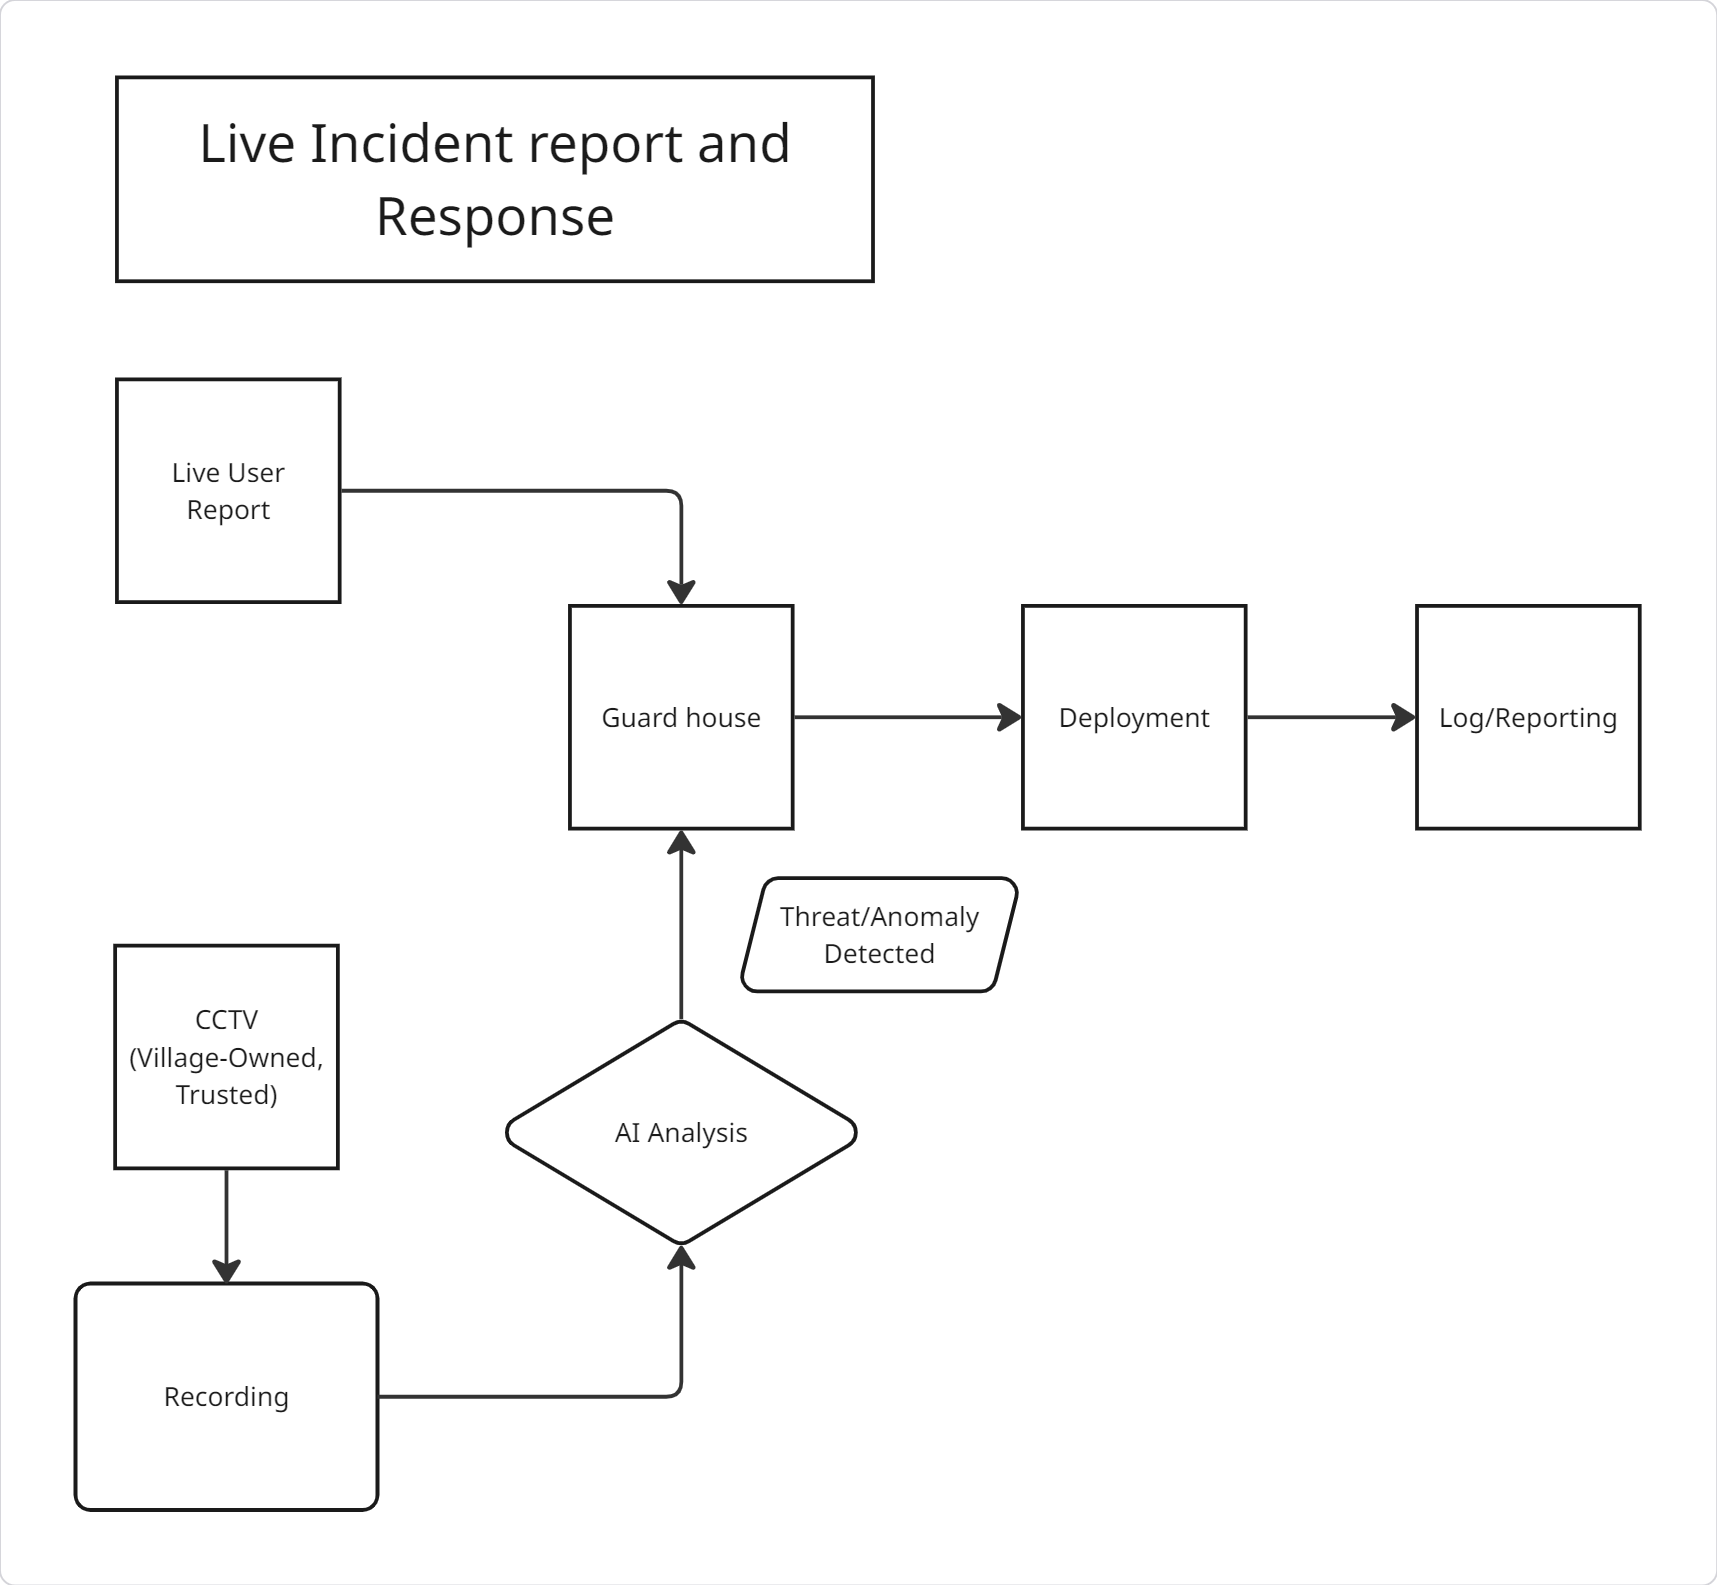 Live Incident report and
Response
Live User
Report
Guard house
Deployment
Log/Reporting
Threat/Anomaly
Detected
CCTV
(Village-Owned,
Trusted)
AI Analysis
Recording